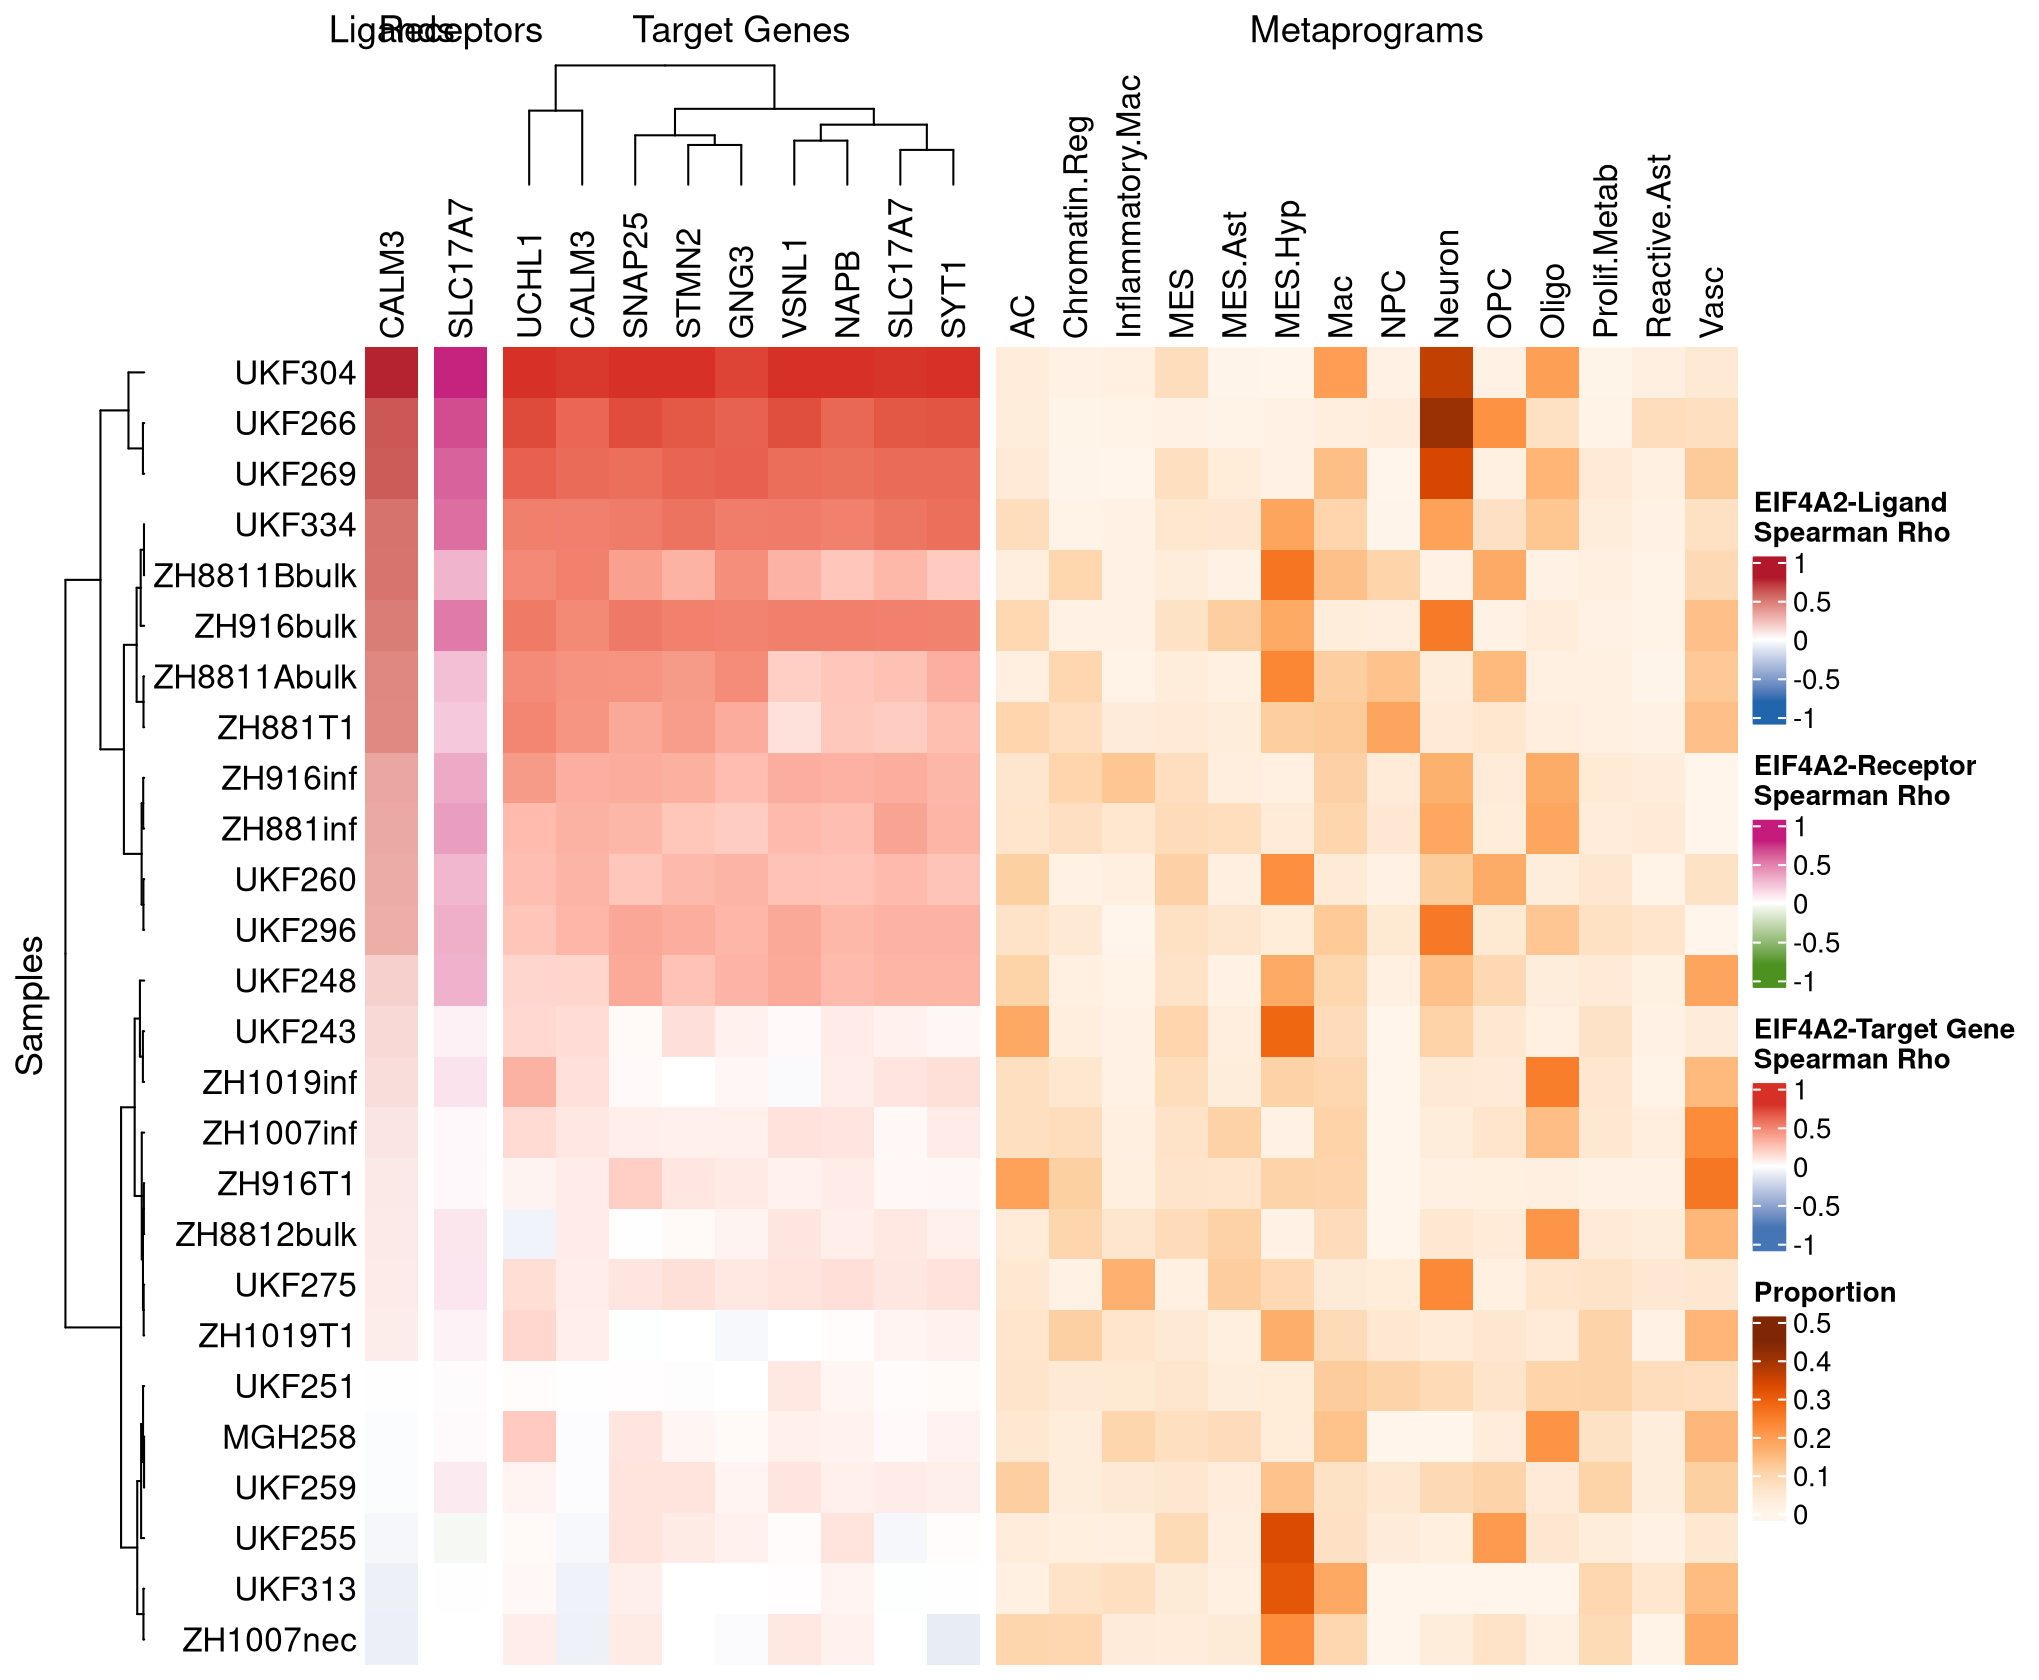 Ligands
Receptors
Target Genes
Metaprograms
CALM3
SLC17A7
UCHL1
CALM3
SNAP25
STMN2
GNG3
VSNL1
NAPB
SLC17A7
SYT1
AC
Chromatin.Reg
Inflammatory.Mac
MES
MES.Ast
MES.Hyp
Mac
NPC
Neuron
OPC
Oligo
Prolif.Metab
Reactive.Ast
Vasc
Samples
UKF304
UKF266
UKF269
UKF334
ZH8811Bbulk
ZH916bulk
ZH8811Abulk
ZH881T1
ZH916inf
ZH881inf
UKF260
UKF296
UKF248
UKF243
ZH1019inf
ZH1007inf
ZH916T1
ZH8812bulk
UKF275
ZH1019T1
UKF251
MGH258
UKF259
UKF255
UKF313
ZH1007nec
EIF4A2-Ligand
Spearman Rho
1
0.5
0
-0.5
-1
EIF4A2-Receptor
Spearman Rho
1
0.5
0
-0.5
-1
EIF4A2-Target Gene
Spearman Rho
1
0.5
0
-0.5
-1
Proportion
0.5
0.4
0.3
0.2
0.1
0